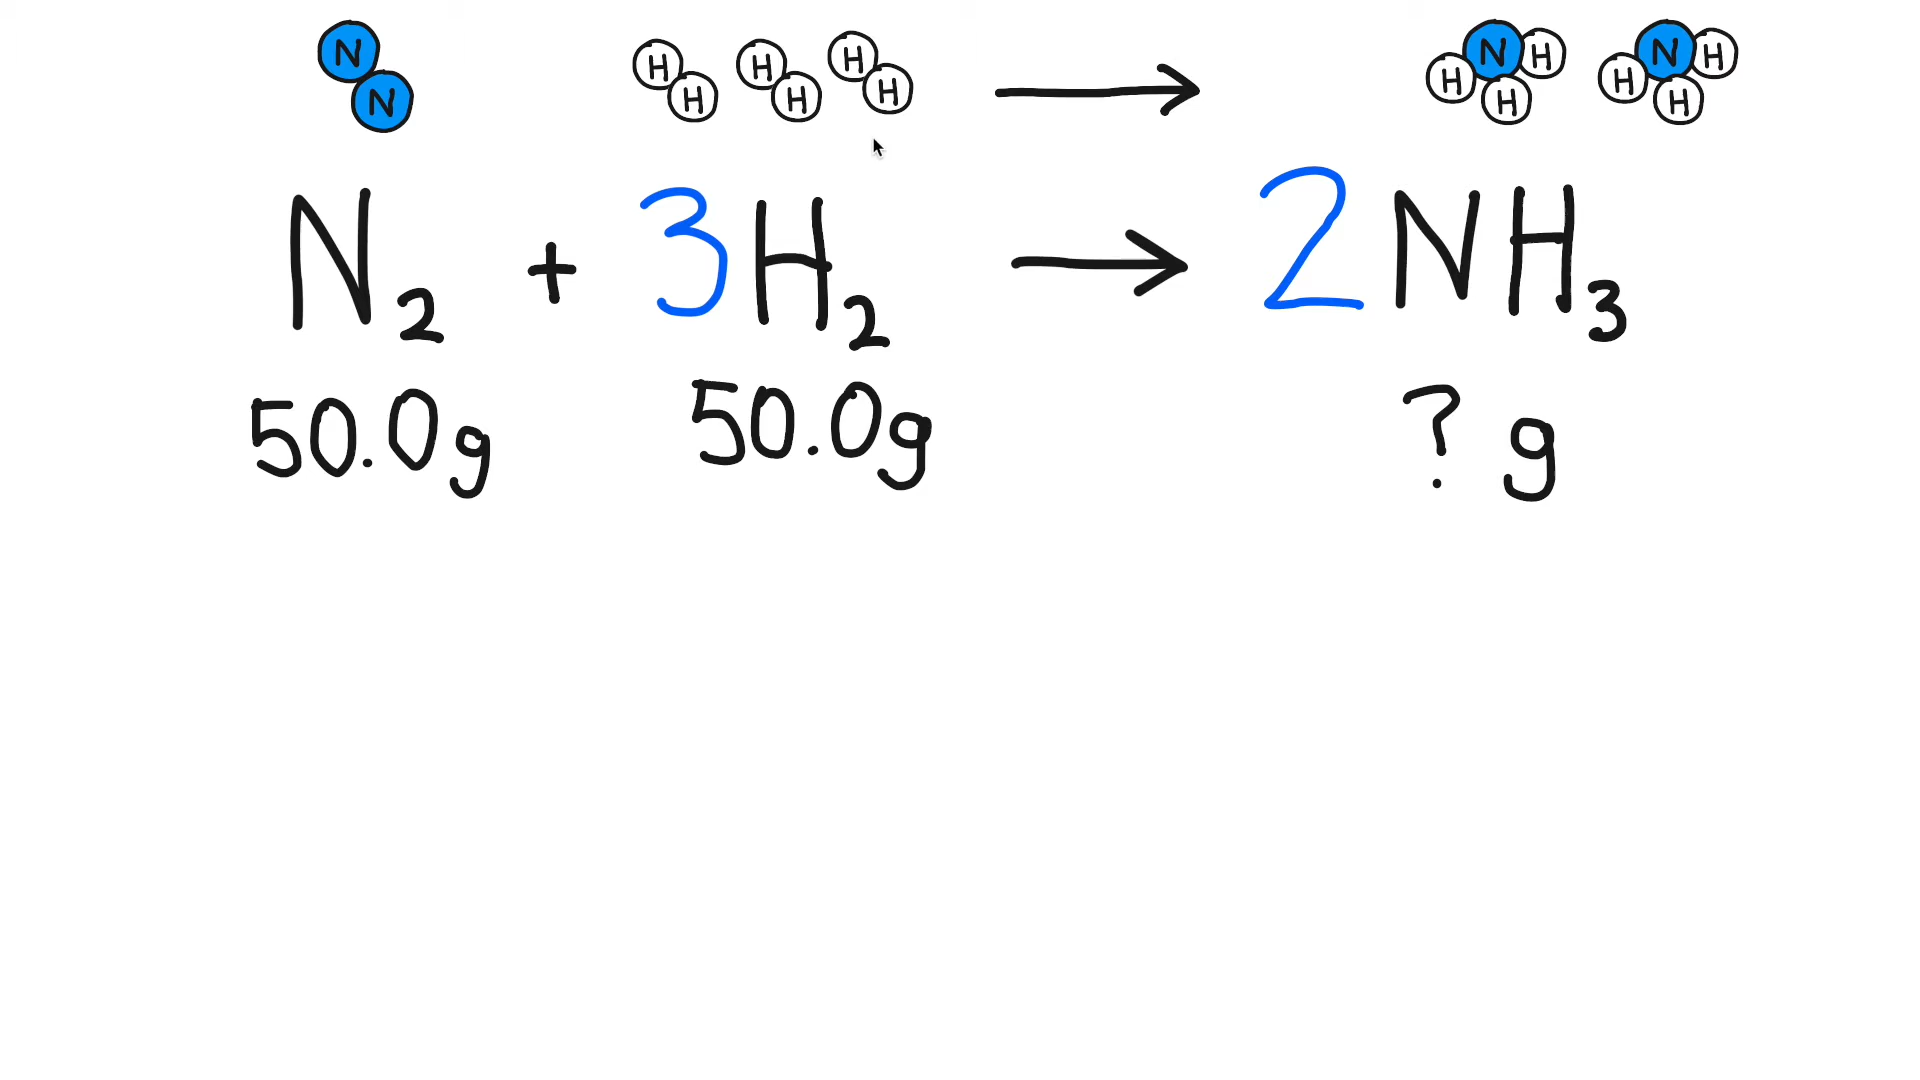 N N H H H H H H → H N H H H N H H
N₂ + 3H₂ → 2NH₃
50.0g 50.0g ? g